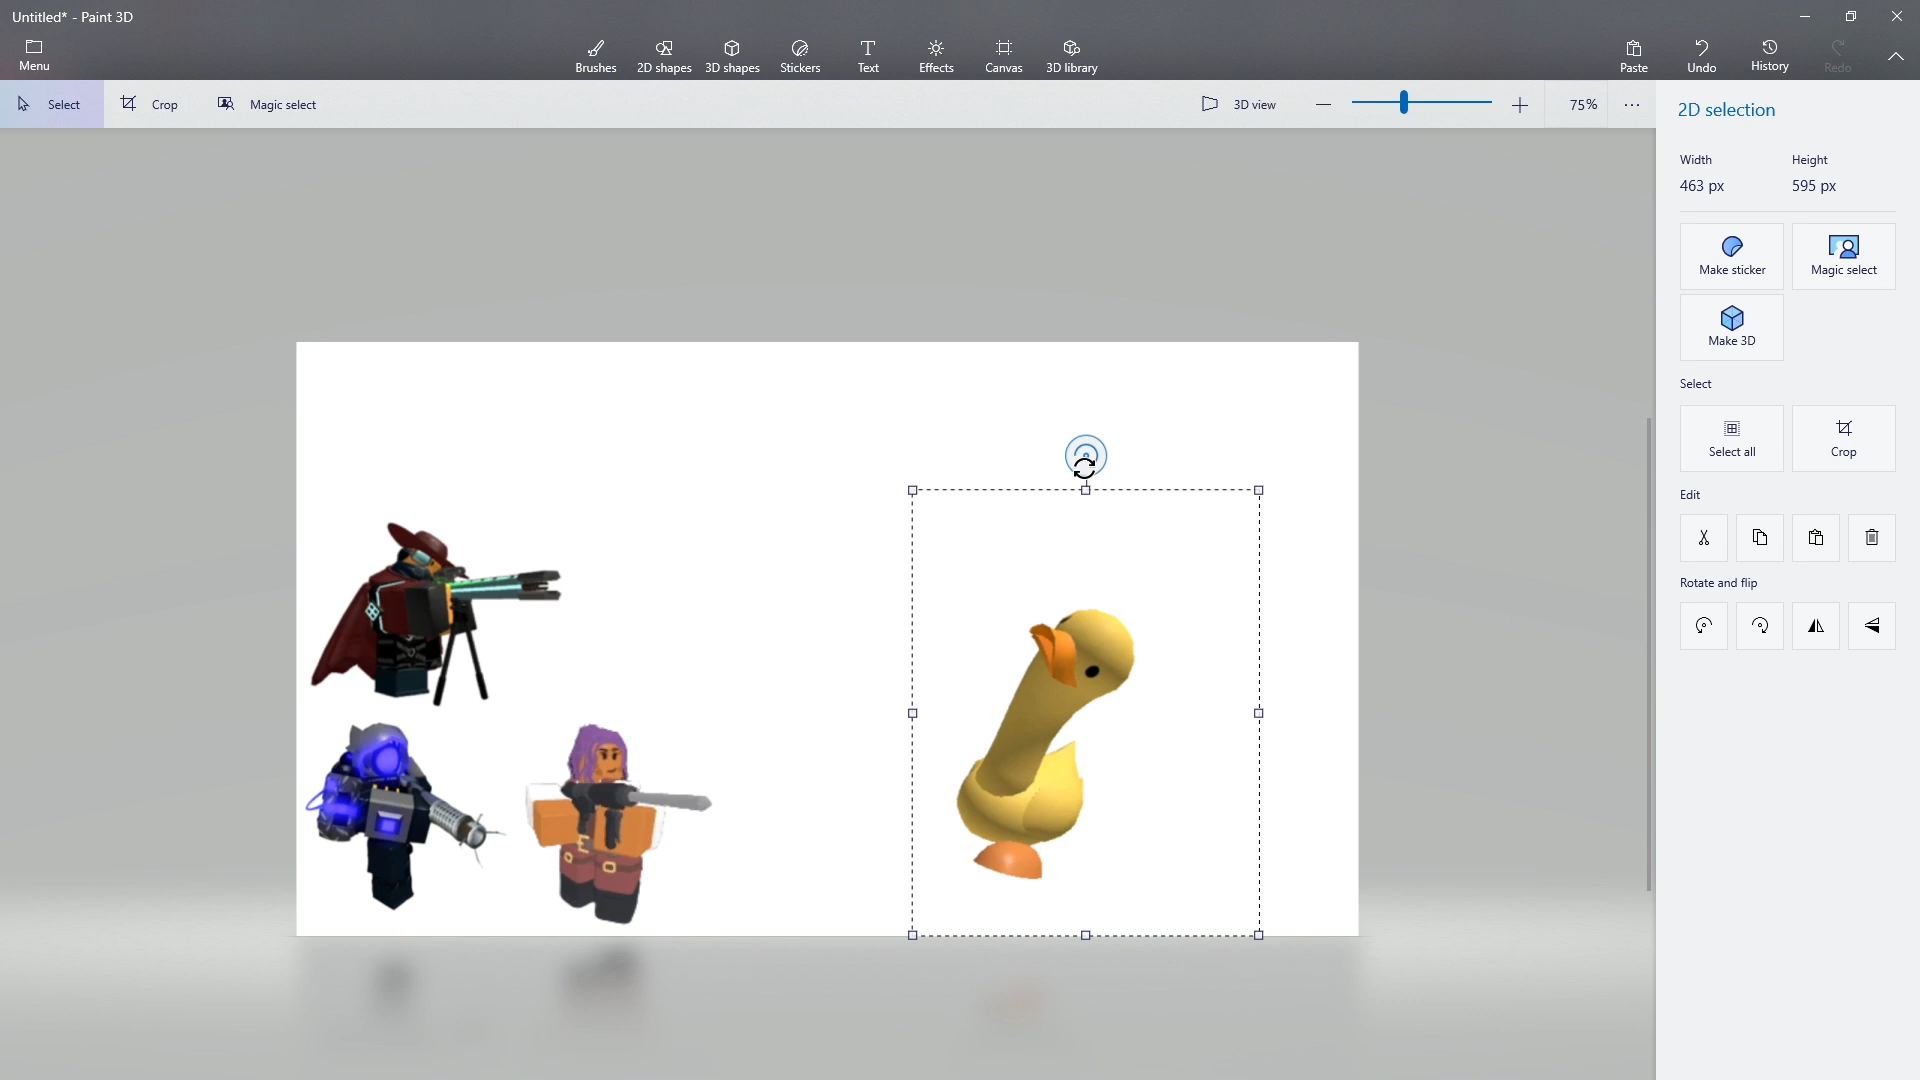 Untitled* - Paint 3D
Menu
Brushes
2D shapes
3D shapes
Stickers
Text
Effects
Canvas
3D library
Paste
Undo
History
Redo
Select
Crop
Magic select
3D view
75%
2D selection
Width
Height
463 px
595 px
Make sticker
Magic select
Make 3D
Select
Select all
Crop
Edit
Rotate and flip